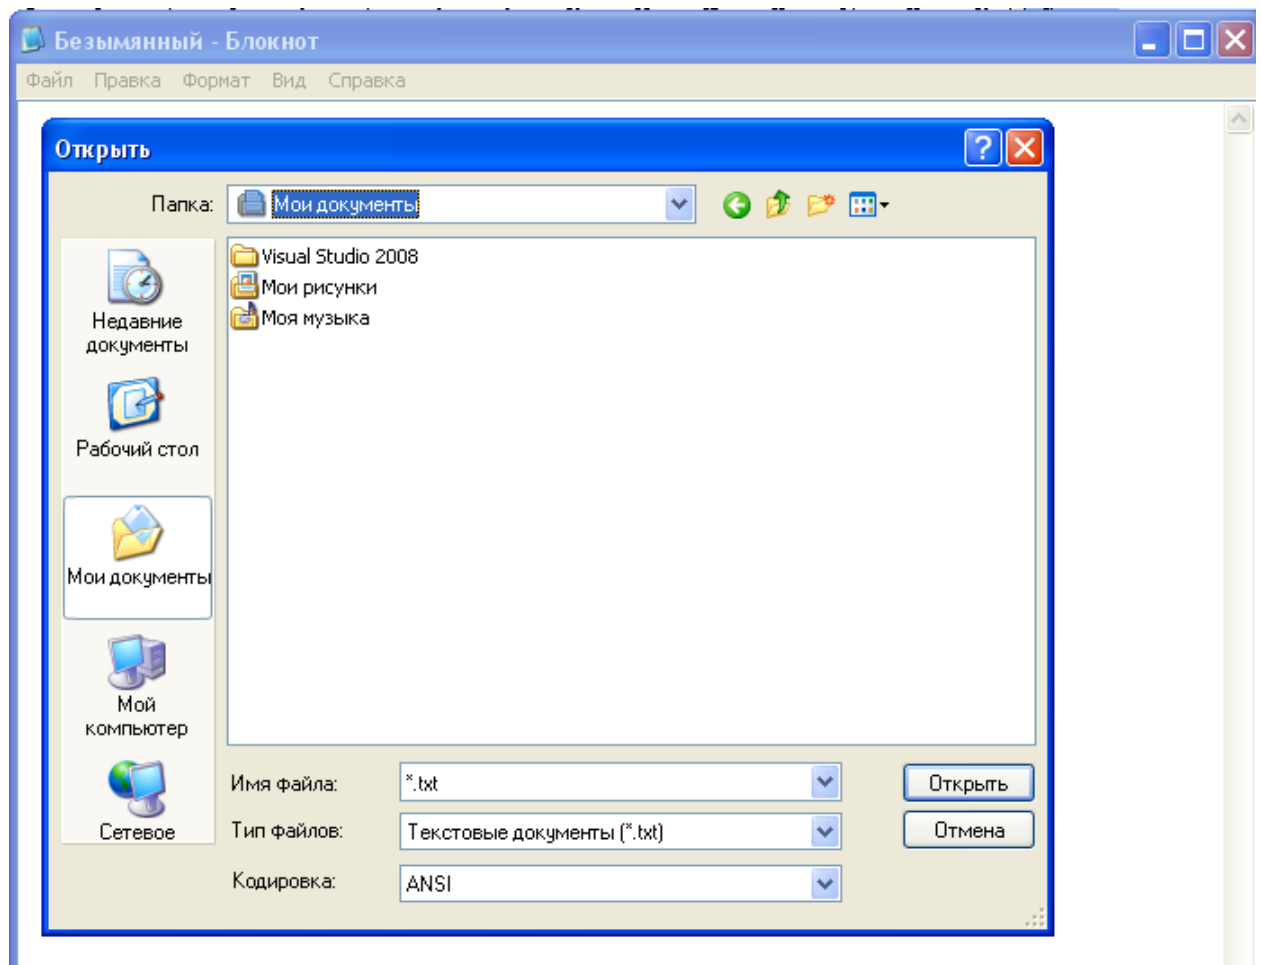 Безымянный - Блокнот
Файл Правка Формат Вид Справка
Открыть
Папка: Мои документы
Visual Studio 2008
Мои рисунки
Моя музыка
Недавние
документы
Рабочий стол
Мои документы
Мой
компьютер
Сетевое
Имя файла: *.txt Открыть
Тип файлов: Текстовые документы (*.txt) Отмена
Кодировка: ANSI